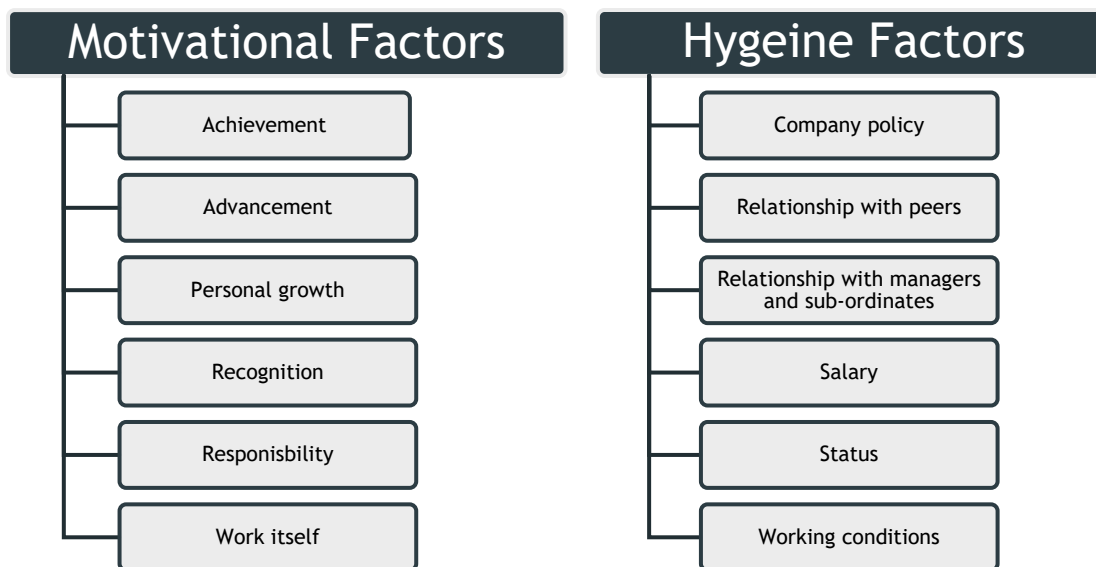 Motivational Factors
Achievement
Advancement
Personal growth
Recognition
Responisbility
Work itself
Hygeine Factors
Company policy
Relationship with peers
Relationship with managers
and sub-ordinates
Salary
Status
Working conditions